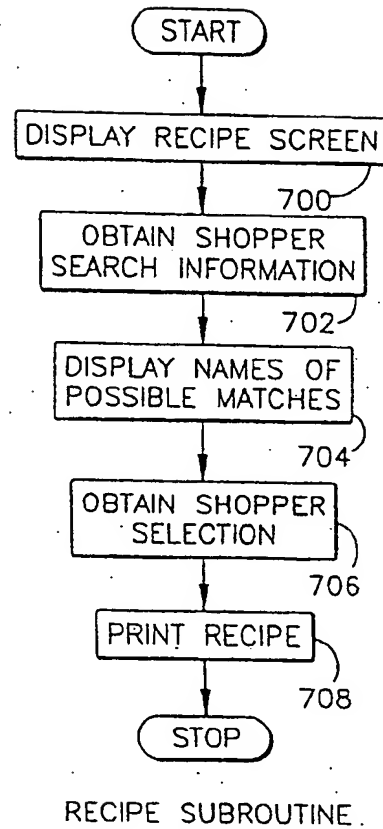 START
DISPLAY RECIPE SCREEN
700
OBTAIN SHOPPER
SEARCH INFORMATION
702
DISPLAY NAMES OF
POSSIBLE MATCHES
704
OBTAIN SHOPPER
SELECTION
706
PRINT RECIPE
708
STOP
RECIPE SUBROUTINE.